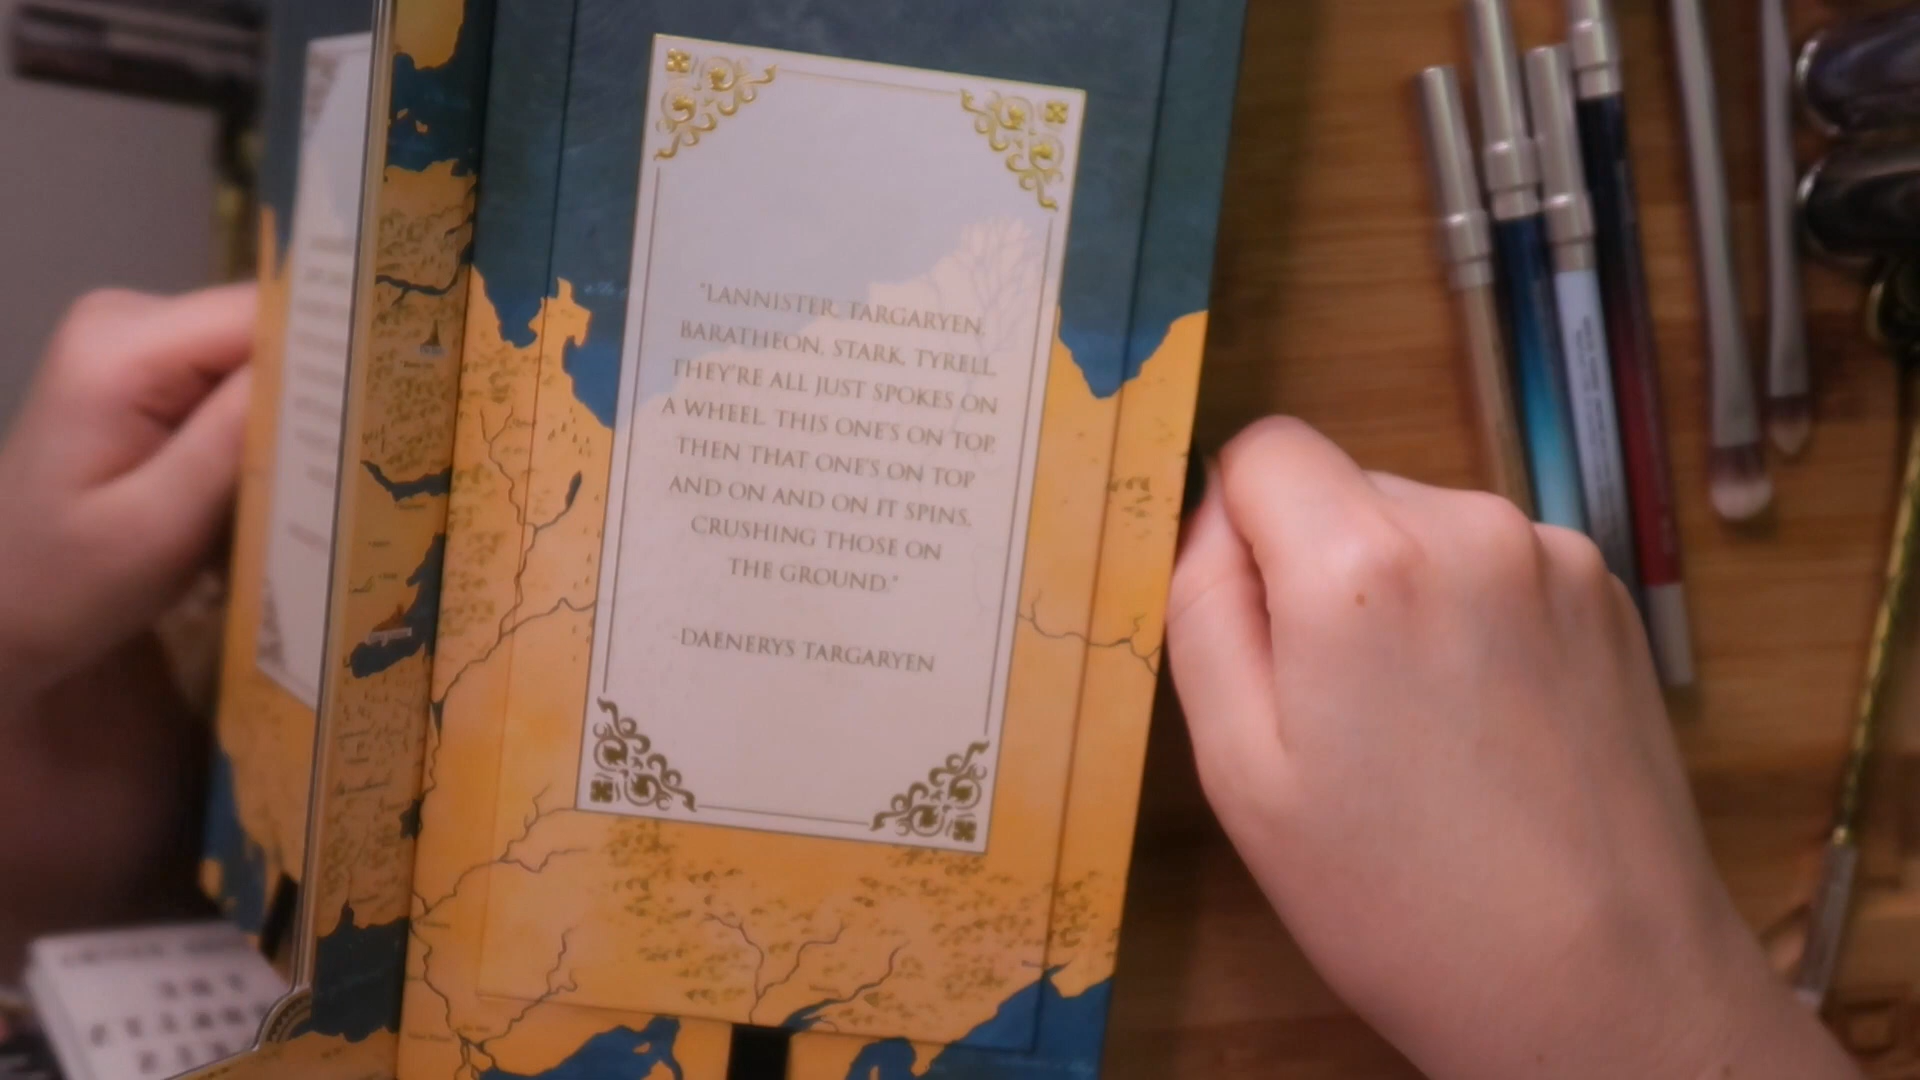 "LANNISTER, TARGARYEN,
BARATHEON, STARK, TYRELL,
THEY'RE ALL JUST SPOKES ON
A WHEEL. THIS ONE'S ON TOP,
THEN THAT ONE'S ON TOP
AND ON AND ON IT SPINS,
CRUSHING THOSE ON
THE GROUND."
-DAENERYS TARGARYEN